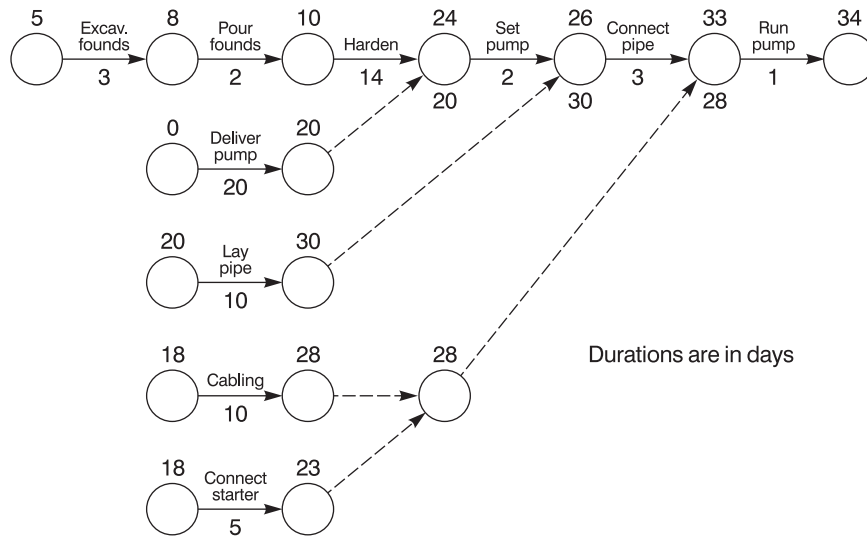 5 Excav. founds 3 8 Pour founds 2 10 Harden 14 24 20 Set pump 2 26 30 Connect pipe 3 33 28 Run pump 1 34
0 Deliver pump 20 20
20 Lay pipe 10 30
18 Cabling 10 28 28
Durations are in days
18 Connect starter 5 23